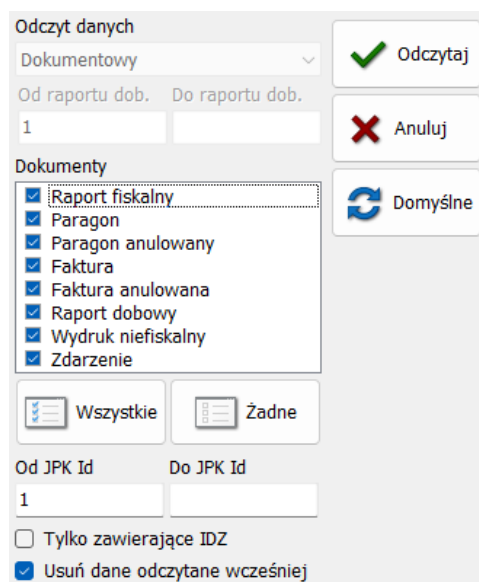 Odczyt danych
Dokumentowy
Odczytaj
Od raportu dob. Do raportu dob.
1
Anuluj
Dokumenty
Raport fiskalny
Paragon
Paragon anulowany
Faktura
Faktura anulowana
Raport dobowy
Wydruk niefiskalny
Zdarzenie
Domyślne
Wszystkie Żadne
Od JPK Id Do JPK Id
1
Tylko zawierające IDZ
Usuń dane odczytane wcześniej